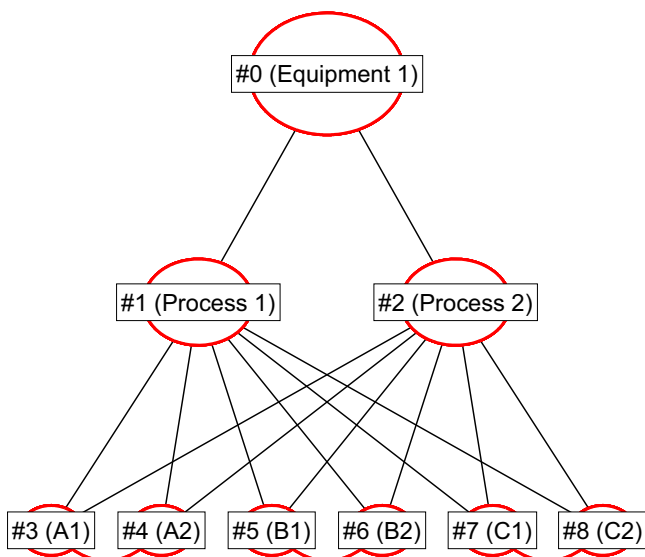 #0 (Equipment 1)
#1 (Process 1)
#2 (Process 2)
#3 (A1)
#4 (A2)
#5 (B1)
#6 (B2)
#7 (C1)
#8 (C2)